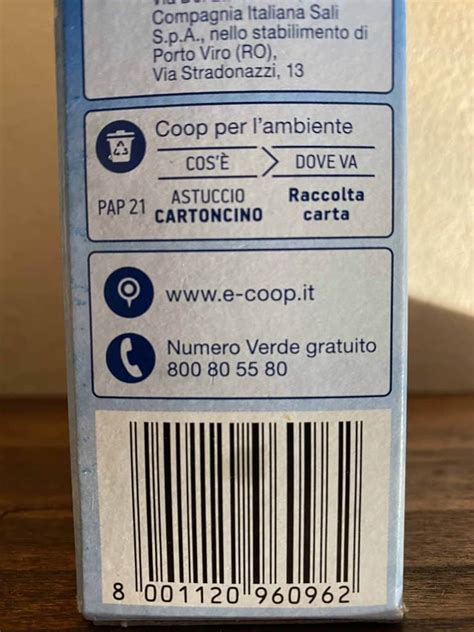 Compagnia Italiana Sali
S.p.A., nello stabilimento di
Porto Viro (RO),
Via Stradonazzi, 13
Coop per l'ambiente
COS'È DOVE VA
PAP 21 ASTUCCIO CARTONCINO Raccolta carta
www.e-coop.it
Numero Verde gratuito
800 80 55 80
8 001120 960962